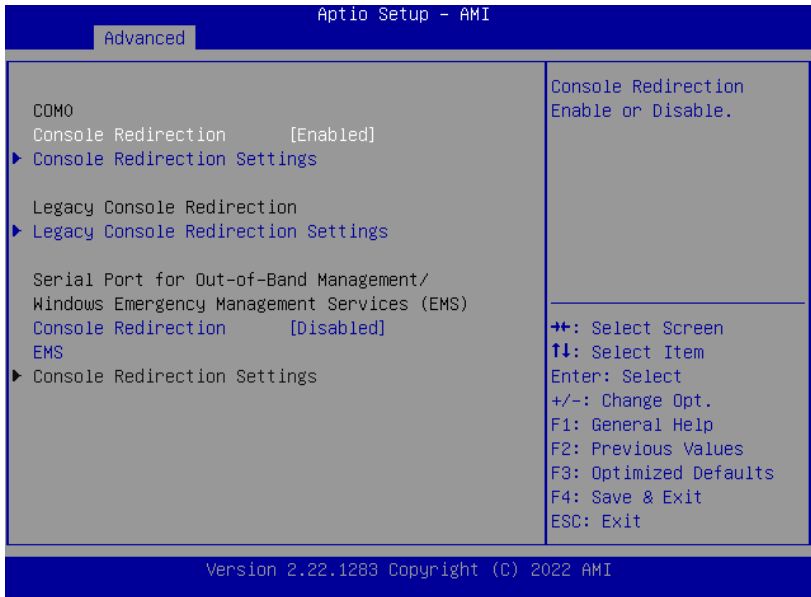 Aptio Setup - AMI
Advanced
COM0
Console Redirection [Enabled]
Console Redirection Settings
Legacy Console Redirection
Legacy Console Redirection Settings
Serial Port for Out-of-Band Management/
Windows Emergency Management Services (EMS)
Console Redirection [Disabled]
EMS
Console Redirection Settings
Console Redirection
Enable or Disable.
→←: Select Screen
↑↓: Select Item
Enter: Select
+/-: Change Opt.
F1: General Help
F2: Previous Values
F3: Optimized Defaults
F4: Save & Exit
ESC: Exit
Version 2.22.1283 Copyright (C) 2022 AMI